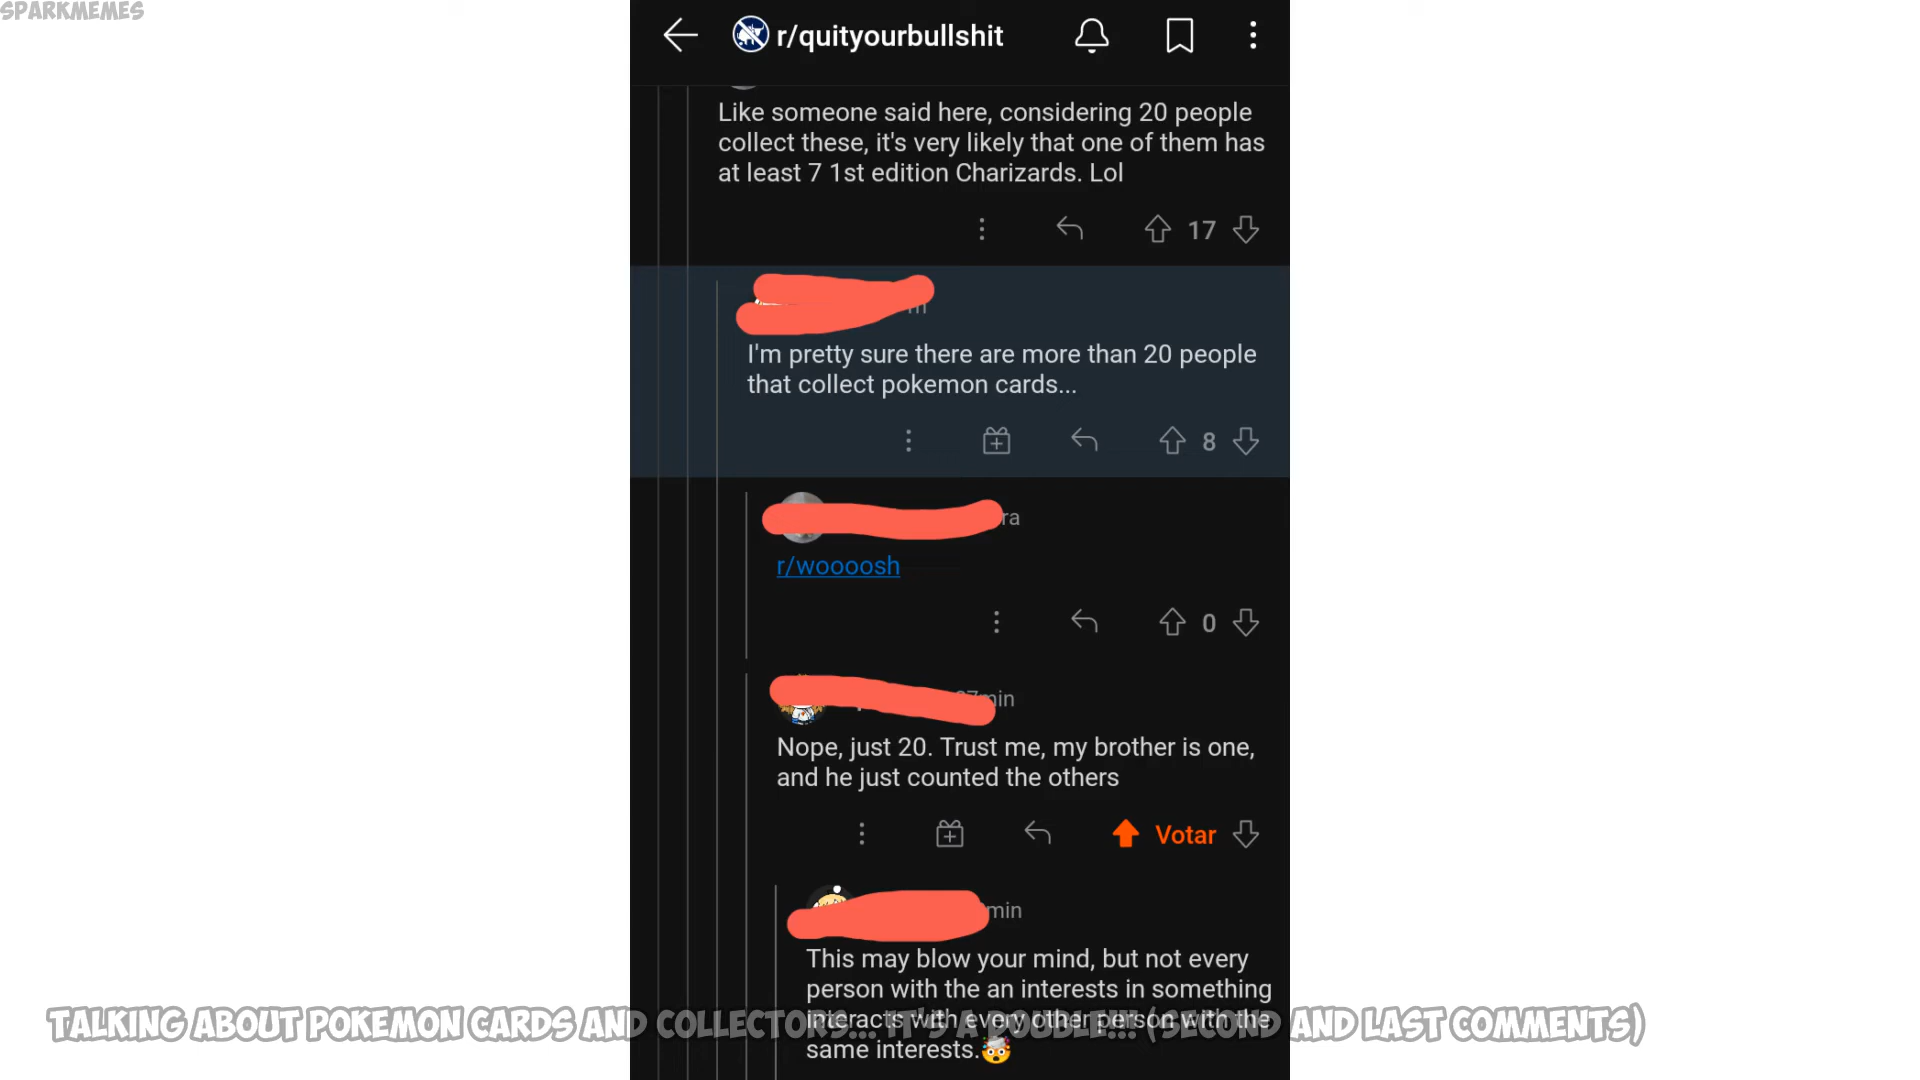 SPARKMEMES
r/quityourbullshit
Like someone said here, considering 20 people
collect these, it's very likely that one of them has
at least 7 1st edition Charizards. Lol
17
I'm pretty sure there are more than 20 people
that collect pokemon cards...
8
ra
r/woooosh
0
37min
Nope, just 20. Trust me, my brother is one,
and he just counted the others
Votar
min
This may blow your mind, but not every
person with the an interests in something
interacts with every other person with the
same interests.🤯
TALKING ABOUT POKEMON CARDS AND COLLECTORS... IT'S A DOUBLE!!! (SECOND AND LAST COMMENTS)